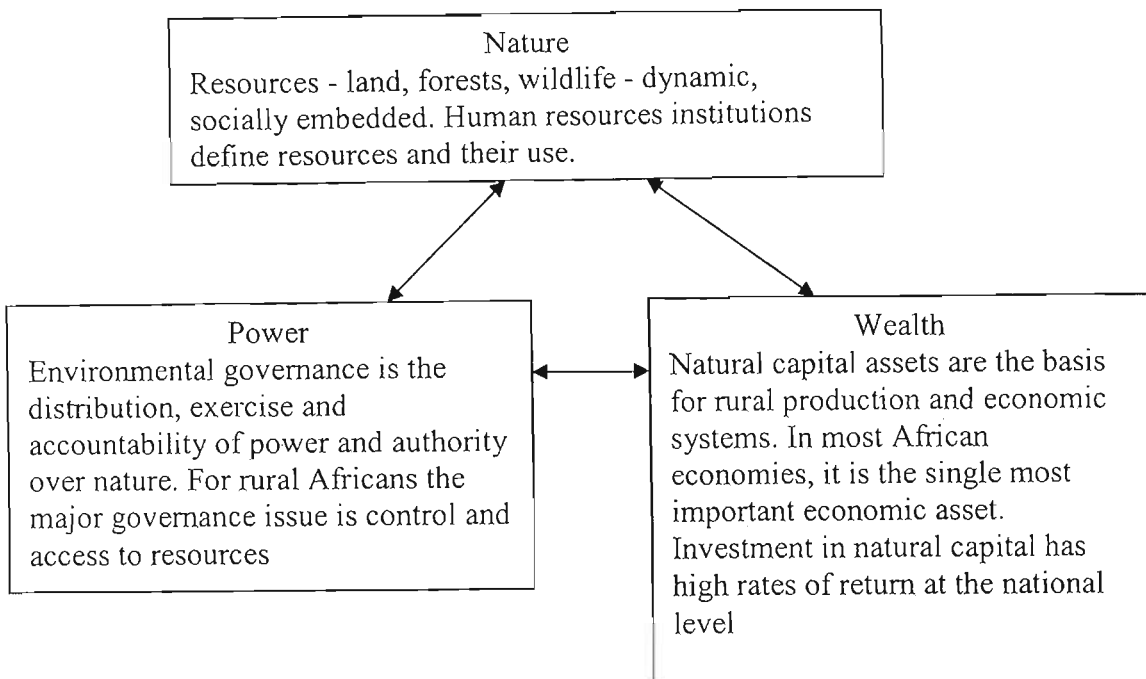 Nature
Resources - land, forests, wildlife - dynamic,
socially embedded. Human resources institutions
define resources and their use.
Power
Environmental governance is the
distribution, exercise and
accountability of power and authority
over nature. For rural Africans the
major governance issue is control and
access to resources
Wealth
Natural capital assets are the basis
for rural production and economic
systems. In most African
economies, it is the single most
important economic asset.
Investment in natural capital has
high rates of return at the national
level